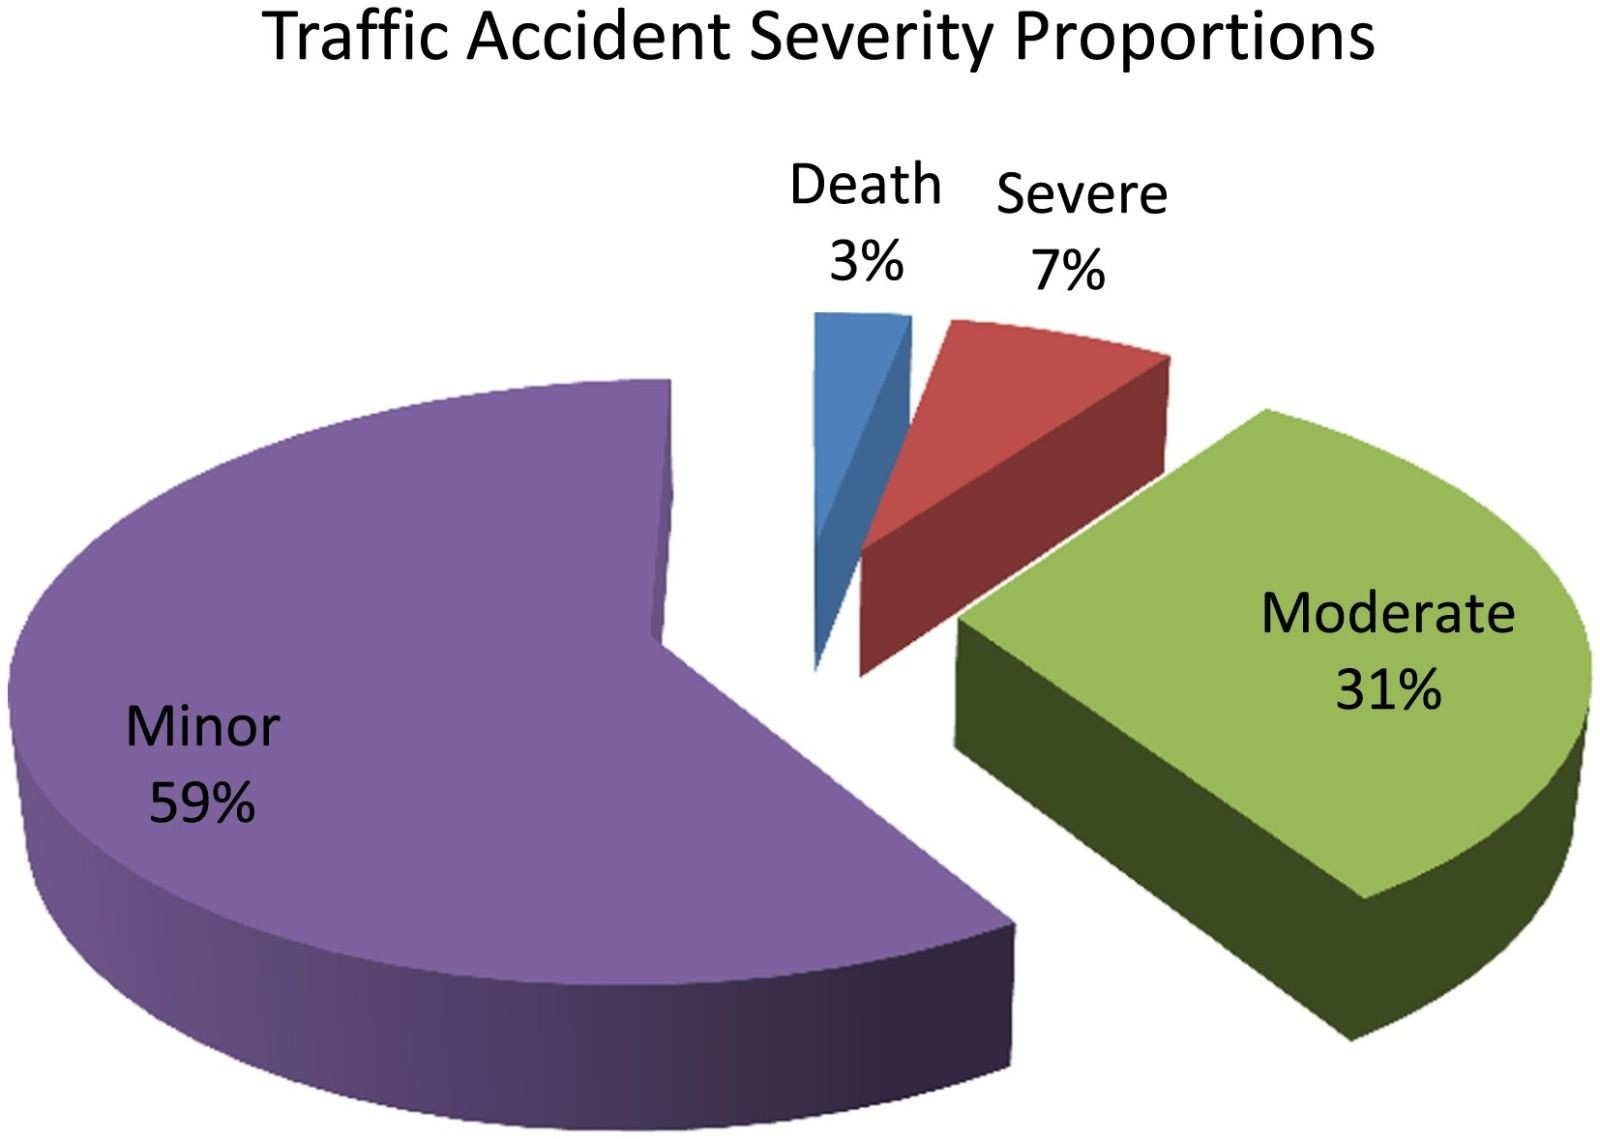 Traffic Accident Severity Proportions
Death
3%
Severe
7%
Moderate
31%
Minor
59%